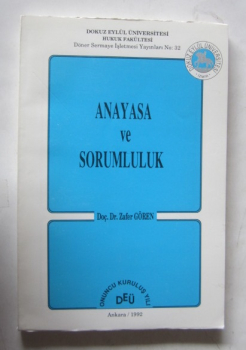 DOKUZ EYLÜL ÜNİVERSİTESİ
HUKUK FAKÜLTESİ
Döner Sermaye İşletmesi Yayınları No: 32
ANAYASA
ve
SORUMLULUK
Doç. Dr. Zafer GÖREN
ONUNCU KURULUŞ YILI
DEÜ
Ankara / 1992